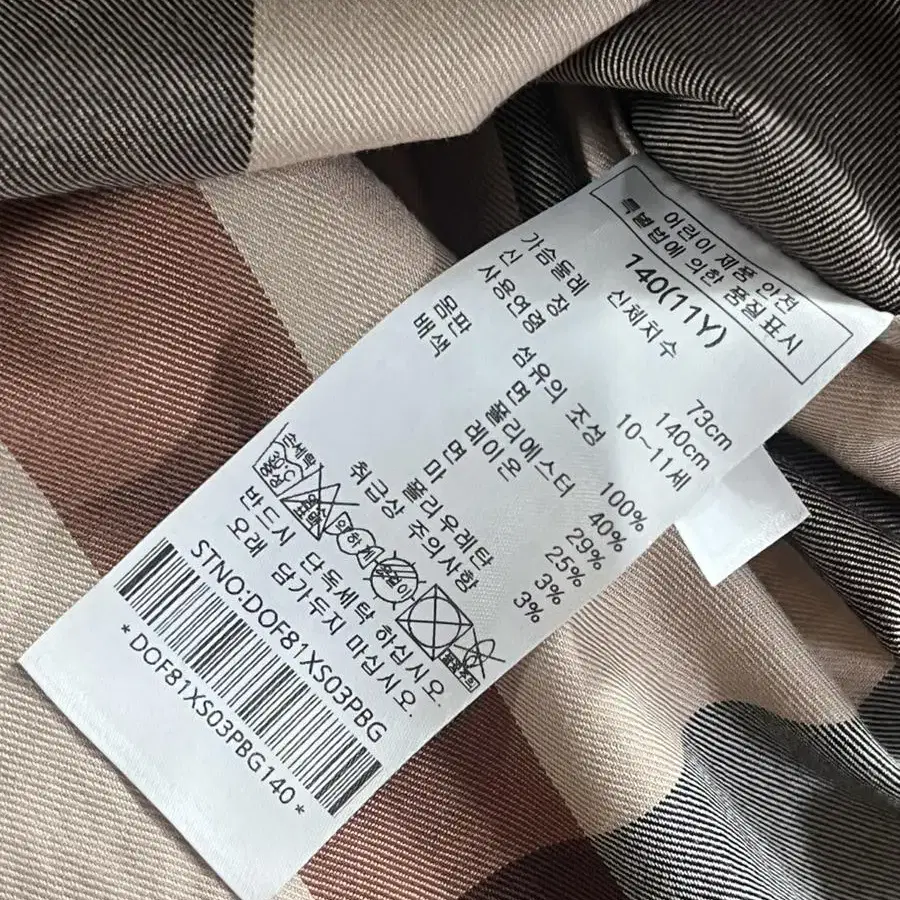 어린이 제품 안전
특별법에 의한 품질표시
140(11Y)
신체치수
가슴둘레 73cm
신 장 140cm
사용연령 10~11세
섬유의 조성
몸판 면 100%
배색 폴리에스터 40%
면 29%
레이온 25%
마 3%
폴리우레탄 3%
취급상 주의사항
손세탁
반드시 단독세탁 하십시오.
오래 담가두지 마십시오.
STNO:DOF81XS03PBG
*DOF81XS03PBG140*